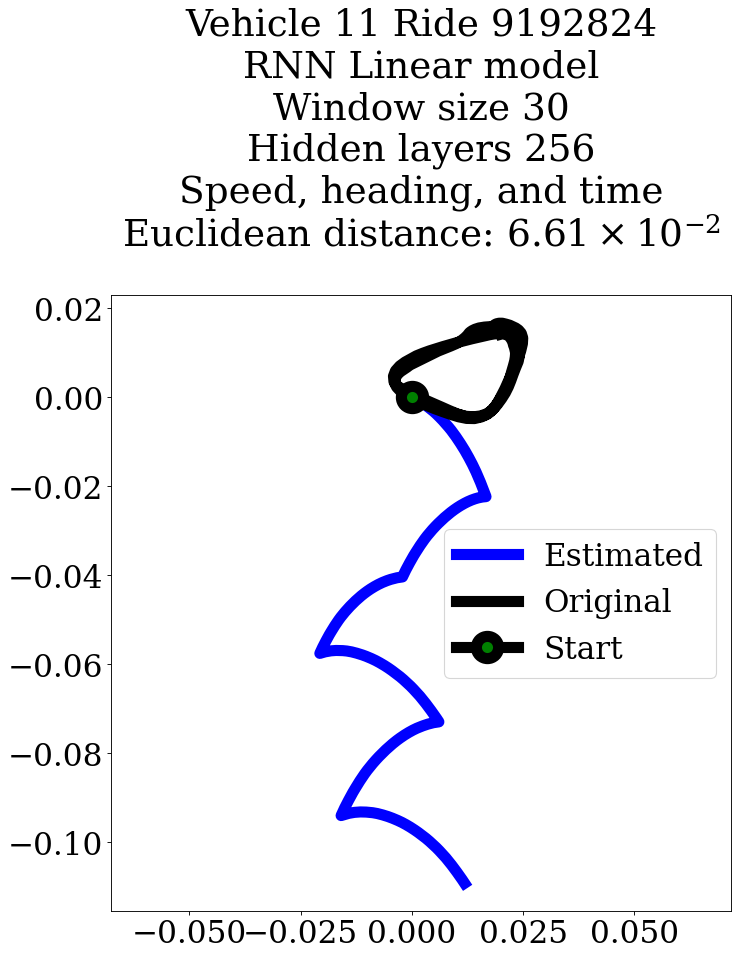 Vehicle 11 Ride 9192824
RNN Linear model
Window size 30
Hidden layers 256
Speed, heading, and time
Euclidean distance: 6.61 × 10⁻²
0.02
0.00
−0.02
−0.04
−0.06
−0.08
−0.10
Estimated
Original
Start
−0.050 −0.025 0.000 0.025 0.050